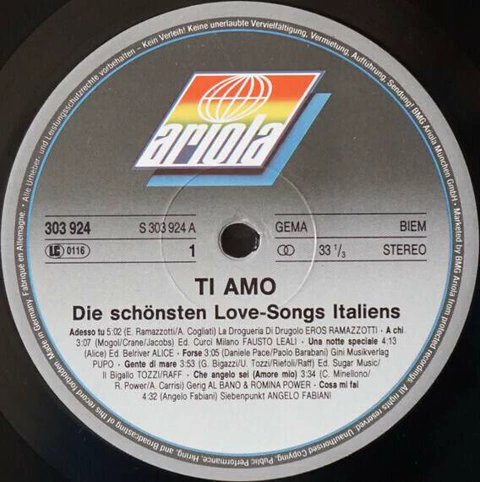 Alle Urheber- und Leistungsschutzrechte vorbehalten - Kein Verleih! Keine unerlaubte Vervielfältigung, Vermietung, Aufführung, Sendung! BMG Ariola München GmbH · Marketed by BMG Ariola from protected recordings. All rights reserved. Unauthorised Copying, Public Performance, Hiring and Broadcasting of this record forbidden. Made in Germany. Fabriqué en Allemagne.
ariola
303 924 S 303 924 A GEMA BIEM
LC 0116 1 33 1/3 STEREO
TI AMO
Die schönsten Love-Songs Italiens
Adesso tu 5:02 (E. Ramazzotti/A. Cogliati) La Drogueria Di Drugolo EROS RAMAZZOTTI · A chi
3:07 (Mogol/Crane/Jacobs) Ed. Curci Milano FAUSTO LEALI · Una notte speciale 4:13
(Alice) Ed. Belriver ALICE · Forse 3:05 (Daniele Pace/Paolo Barabani) Gini Musikverlag
PUPO · Gente di mare 3:53 (G. Bigazzi/U. Tozzi/Riefoli/Raff) Ed. Sugar Music/
Il Bigallo TOZZI/RAFF · Che angelo sei (Amore mio) 3:34 (C. Minellono/
R. Power/A. Carrisi) Gerig AL BANO & ROMINA POWER · Cosa mi fai
4:32 (Angelo Fabiani) Siebenpunkt ANGELO FABIANI